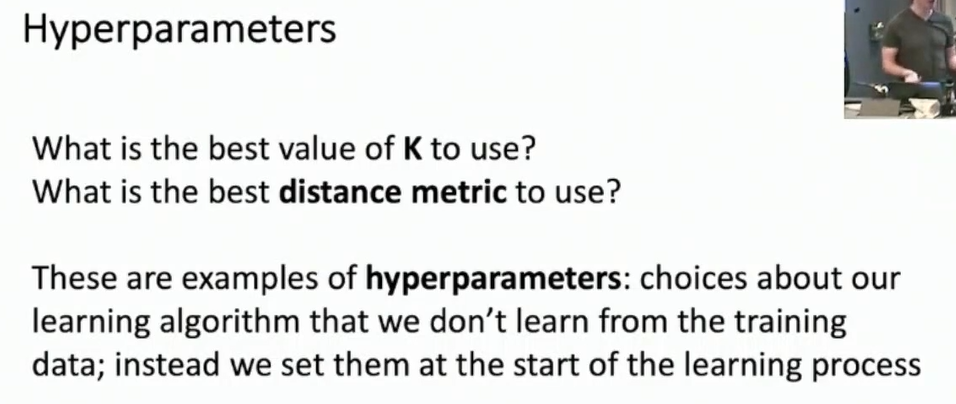 Hyperparameters
What is the best value of K to use?
What is the best distance metric to use?
These are examples of hyperparameters: choices about our
learning algorithm that we don't learn from the training
data; instead we set them at the start of the learning process